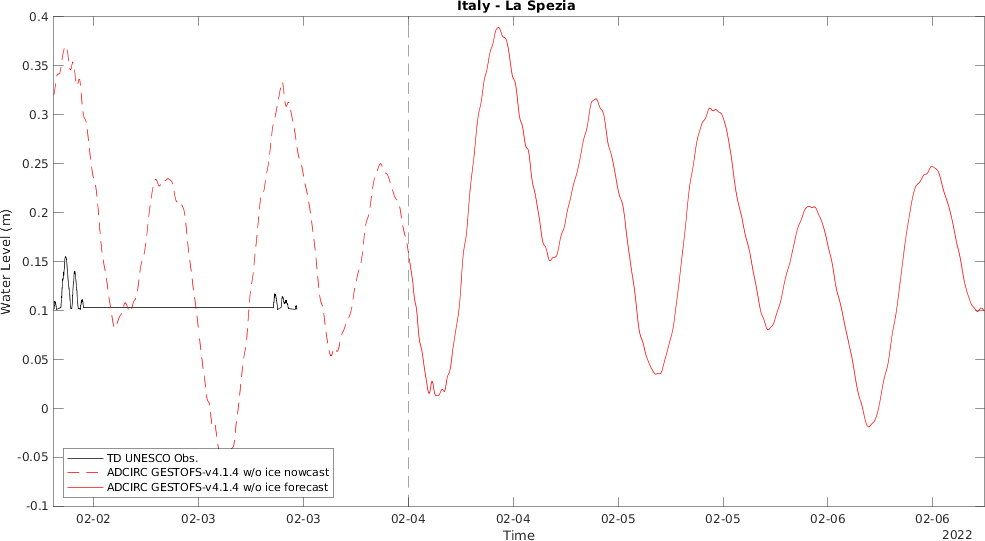 Italy - La Spezia
0.4
0.35
0.3
0.25
0.2
0.15
0.1
0.05
0
-0.05
-0.1
Water Level (m)
TD UNESCO Obs.
ADCIRC GESTOFS-v4.1.4 w/o ice nowcast
ADCIRC GESTOFS-v4.1.4 w/o ice forecast
02-02 02-03 02-03 02-04 02-04 02-05 02-05 02-06 02-06
Time
2022